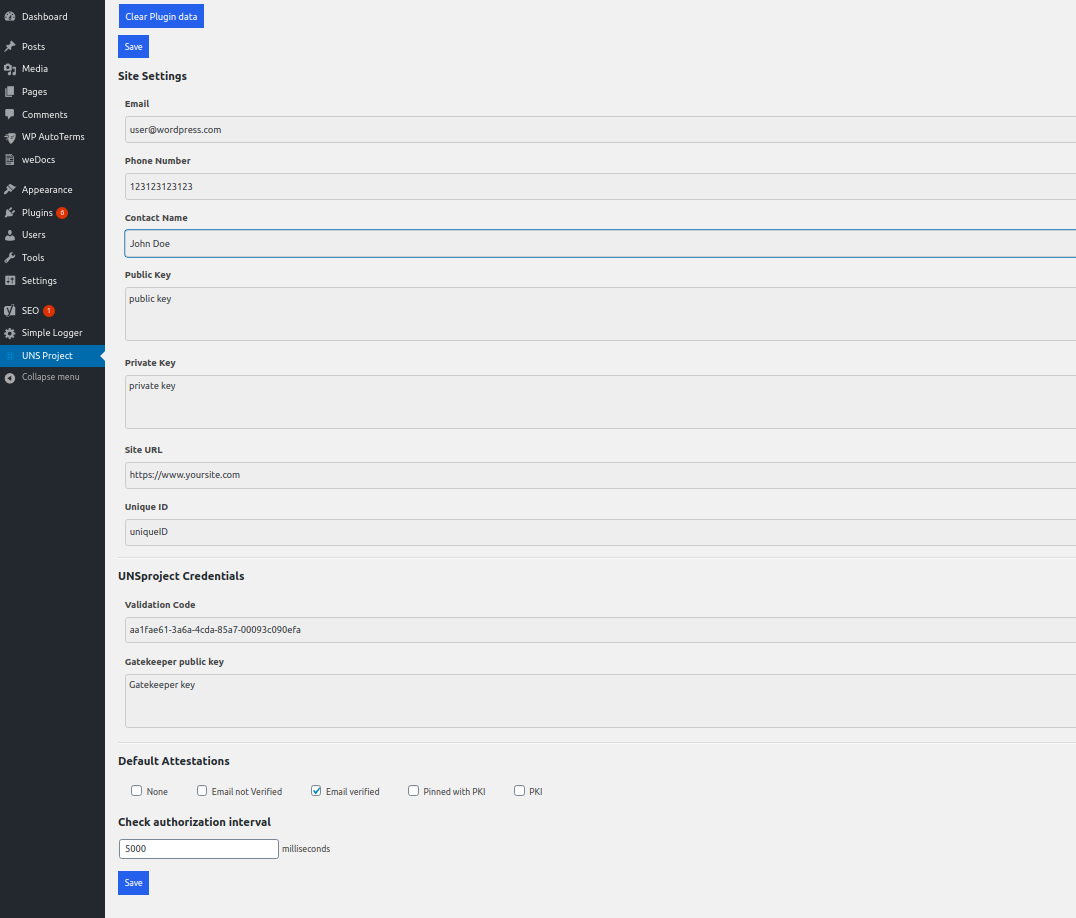 Dashboard
Posts
Media
Pages
Comments
WP AutoTerms
weDocs
Appearance
Plugins 6
Users
Tools
Settings
SEO 1
Simple Logger
UNS Project
Collapse menu
Clear Plugin data
Save
Site Settings
Email
user@wordpress.com
Phone Number
123123123123
Contact Name
John Doe
Public Key
public key
Private Key
private key
Site URL
https://www.yoursite.com
Unique ID
uniqueID
UNSproject Credentials
Validation Code
aa1fae61-3a6a-4cda-85a7-00093c090efa
Gatekeeper public key
Gatekeeper key
Default Attestations
None Email not Verified Email verified Pinned with PKI PKI
Check authorization interval
5000 milliseconds
Save